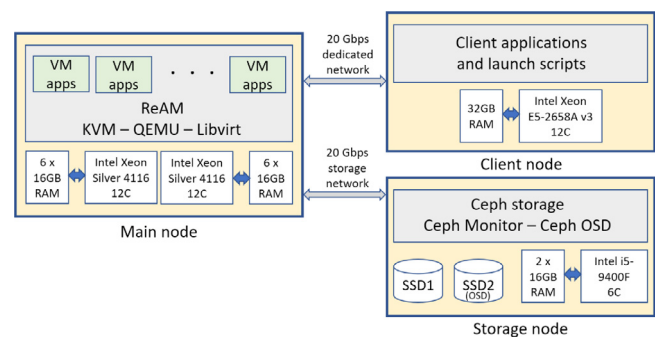 VM
apps
VM
apps
. . .
VM
apps
ReAM
KVM – QEMU – Libvirt
6 x
16GB
RAM
Intel Xeon
Silver 4116
12C
Intel Xeon
Silver 4116
12C
6 x
16GB
RAM
Main node
20 Gbps
dedicated
network
20 Gbps
storage
network
Client applications
and launch scripts
32GB
RAM
Intel Xeon
E5-2658A v3
12C
Client node
Ceph storage
Ceph Monitor – Ceph OSD
SSD1
SSD2
(OSD)
2 x
16GB
RAM
Intel i5-
9400F
6C
Storage node